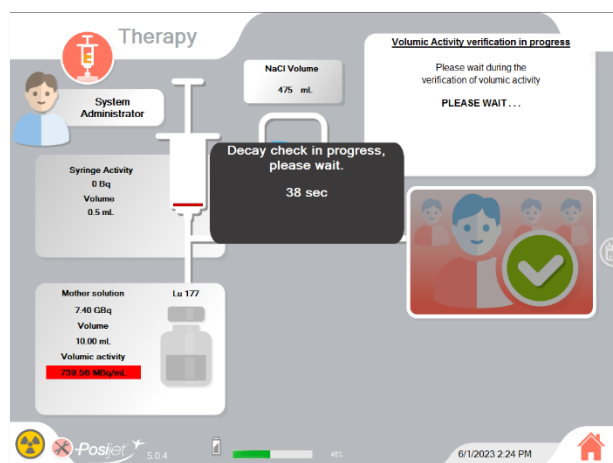 Therapy
System
Administrator
NaCl Volume
475 mL
Volumic Activity verification in progress
Please wait during the
verification of volumic activity
PLEASE WAIT . . .
Decay check in progress,
please wait.
38 sec
Syringe Activity
0 Bq
Volume
0.5 mL
Mother solution Lu 177
7.40 GBq
Volume
10.00 mL
Volumic activity
739.56 MBq/mL
Posijet 5.0.4
48%
6/1/2023 2:24 PM